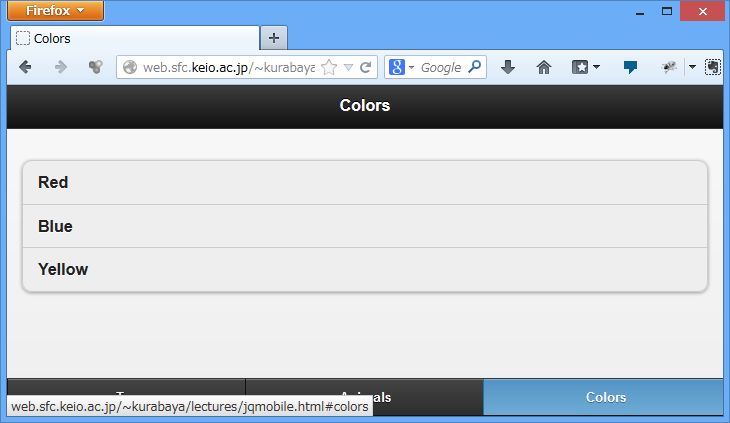 Firefox
Colors
web.sfc.keio.ac.jp/~kurabaya
Google
Colors
Red
Blue
Yellow
Animals
Colors
web.sfc.keio.ac.jp/~kurabaya/lectures/jqmobile.html#colors